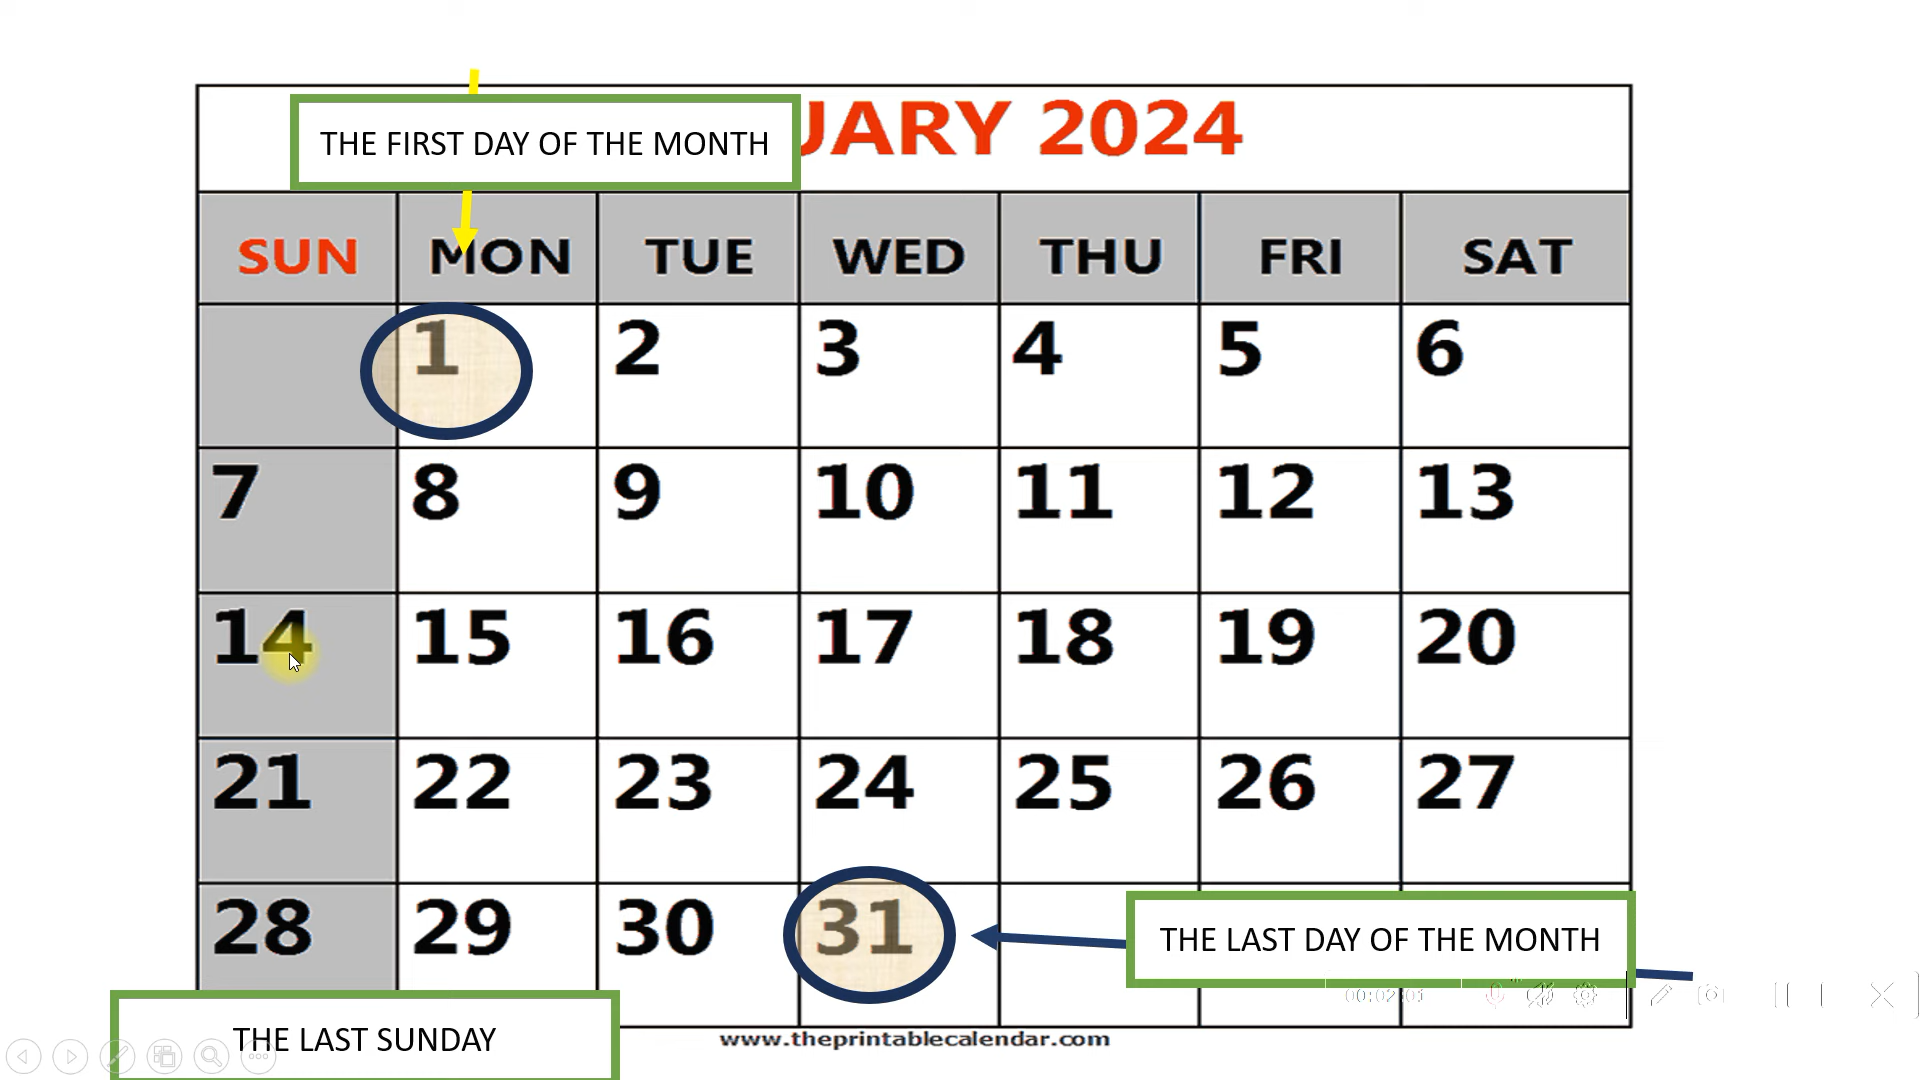 THE FIRST DAY OF THE MONTH
UARY 2024
SUN MON TUE WED THU FRI SAT
1 2 3 4 5 6
7 8 9 10 11 12 13
14 15 16 17 18 19 20
21 22 23 24 25 26 27
28 29 30 31
THE LAST DAY OF THE MONTH
00:02:01
THE LAST SUNDAY
www.theprintablecalendar.com